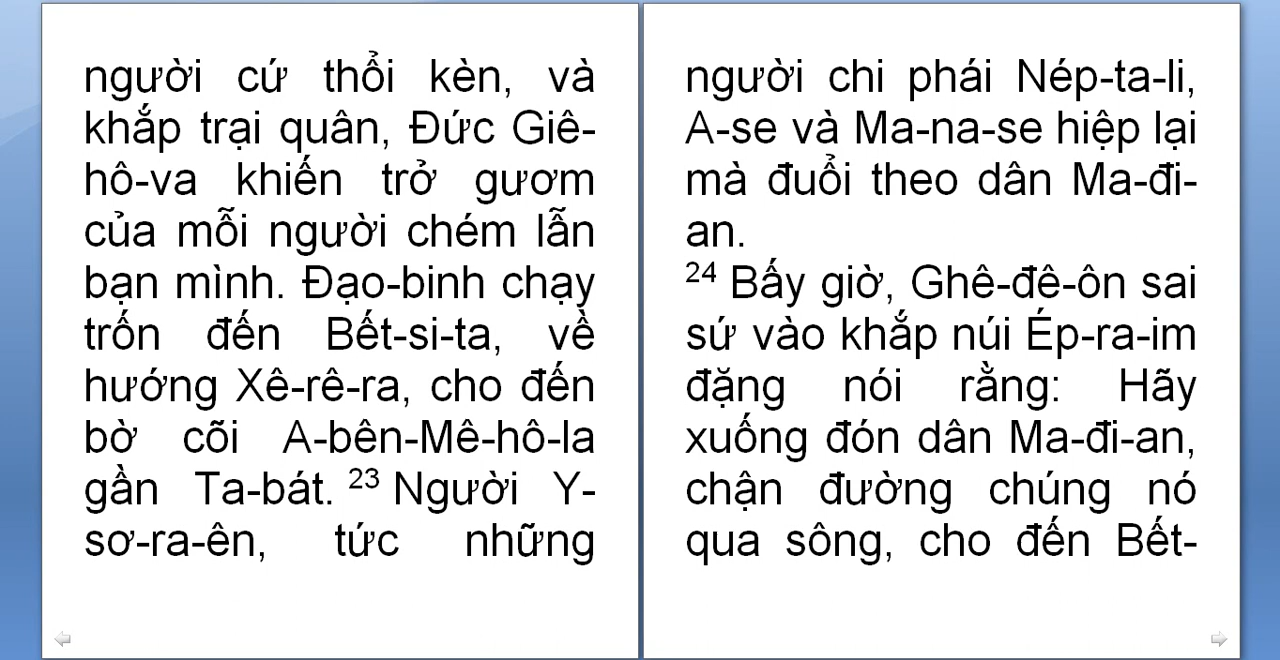 người cứ thổi kèn, và
khắp trại quân, Đức Giê-
hô-va khiến trở gươm
của mỗi người chém lẫn
bạn mình. Đạo-binh chạy
trốn đến Bết-si-ta, về
hướng Xê-rê-ra, cho đến
bờ cõi A-bên-Mê-hô-la
gần Ta-bát. 23 Người Y-
sơ-ra-ên, tức những
người chi phái Nép-ta-li,
A-se và Ma-na-se hiệp lại
mà đuổi theo dân Ma-đi-
an.
24 Bấy giờ, Ghê-đê-ôn sai
sứ vào khắp núi Ép-ra-im
đặng nói rằng: Hãy
xuống đón dân Ma-đi-an,
chận đường chúng nó
qua sông, cho đến Bết-